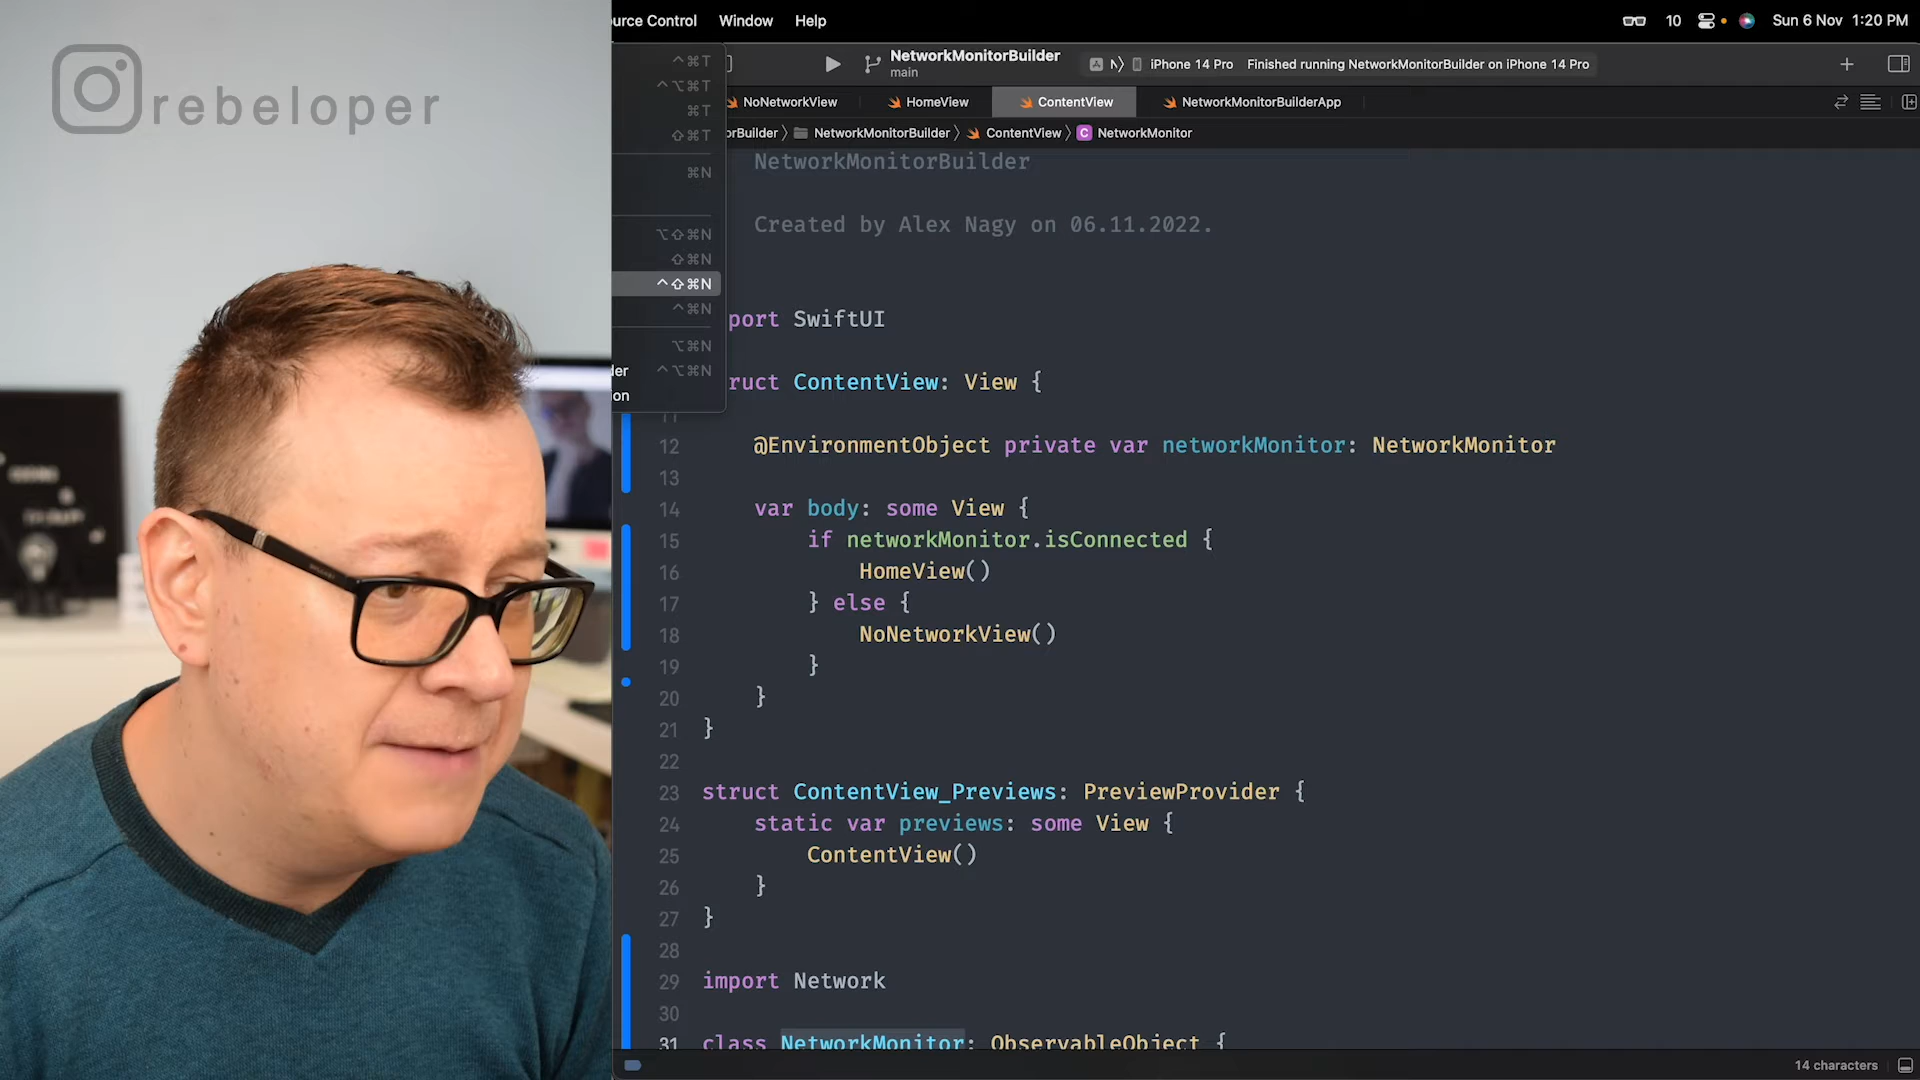 rebeloper
urce Control Window Help
10 Sun 6 Nov 1:20 PM
NetworkMonitorBuilder
main
N〉 iPhone 14 Pro Finished running NetworkMonitorBuilder on iPhone 14 Pro
NoNetworkView HomeView ContentView NetworkMonitorBuilderApp
orBuilder 〉 NetworkMonitorBuilder 〉 ContentView 〉 C NetworkMonitor
^⌘T
^⌥⌘T
⌘T
⇧⌘T
⌘N
⌥⇧⌘N
⇧⌘N
^⇧⌘N
^⌘N
⌥⌘N
der ^⌥⌘N
ion
NetworkMonitorBuilder
Created by Alex Nagy on 06.11.2022.
port SwiftUI
ruct ContentView: View {
11
12 @EnvironmentObject private var networkMonitor: NetworkMonitor
13
14 var body: some View {
15 if networkMonitor.isConnected {
16 HomeView()
17 } else {
18 NoNetworkView()
19 }
20 }
21 }
22
23 struct ContentView_Previews: PreviewProvider {
24 static var previews: some View {
25 ContentView()
26 }
27 }
28
29 import Network
30
31 class NetworkMonitor: ObservableObject {
14 characters